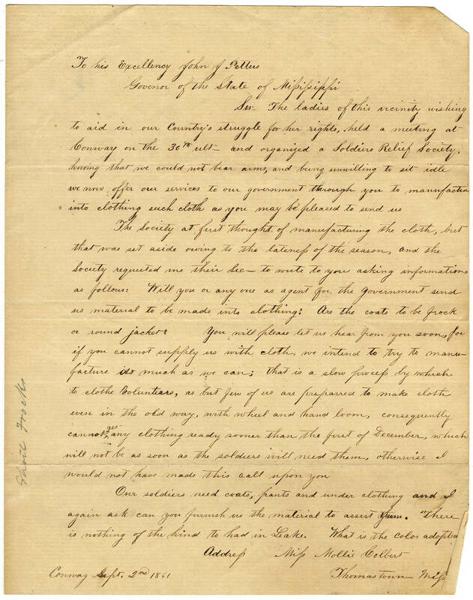 To his Excellency John J Pettus
Govenor of the State of Mississippi
Sir. The ladies of this vicinity wishing
to aid in our Country's struggle for her rights, held a meeting at
Conway on the 30th ult– and organized a Soldiers Relief Society.
knowing that we could not bear arms, and being unwilling to sit idle
we now offer our services to our government through you to manufacture
into clothing such cloth as you may be pleased to send us
The Society at first thought of manufacturing the cloth, but
that was set aside owing to the lateness of the season, and the
Society requested me their Sec– to write to you asking informations
as follows: Will you or any one as agent for the government send
us material to be made into clothing? Are the coats to be frock
or round jacket? You will please let us hear from you soon, for
if you cannot supply us with cloth, we intend to try to manu-
facture as much as we can; that is a slow process by which
to clothe Volunteers, as but few of us are preparred to make cloth
even in the old way, with wheel and hand loom, consequently
cannot get any clothing ready sooner than the first of December, which
will not be as soon as the soldiers will need them, otherwise I
would not have made this call upon you
Our soldiers need coats, pants and under clothing and I
again ask can you furnish us the material to assist them. There
is nothing of the kind to had in Leake. What is the color adopted
Address Miss Mollie Colbert
Conway Sept. 2nd 1861 Thomastown Miss
Frocks